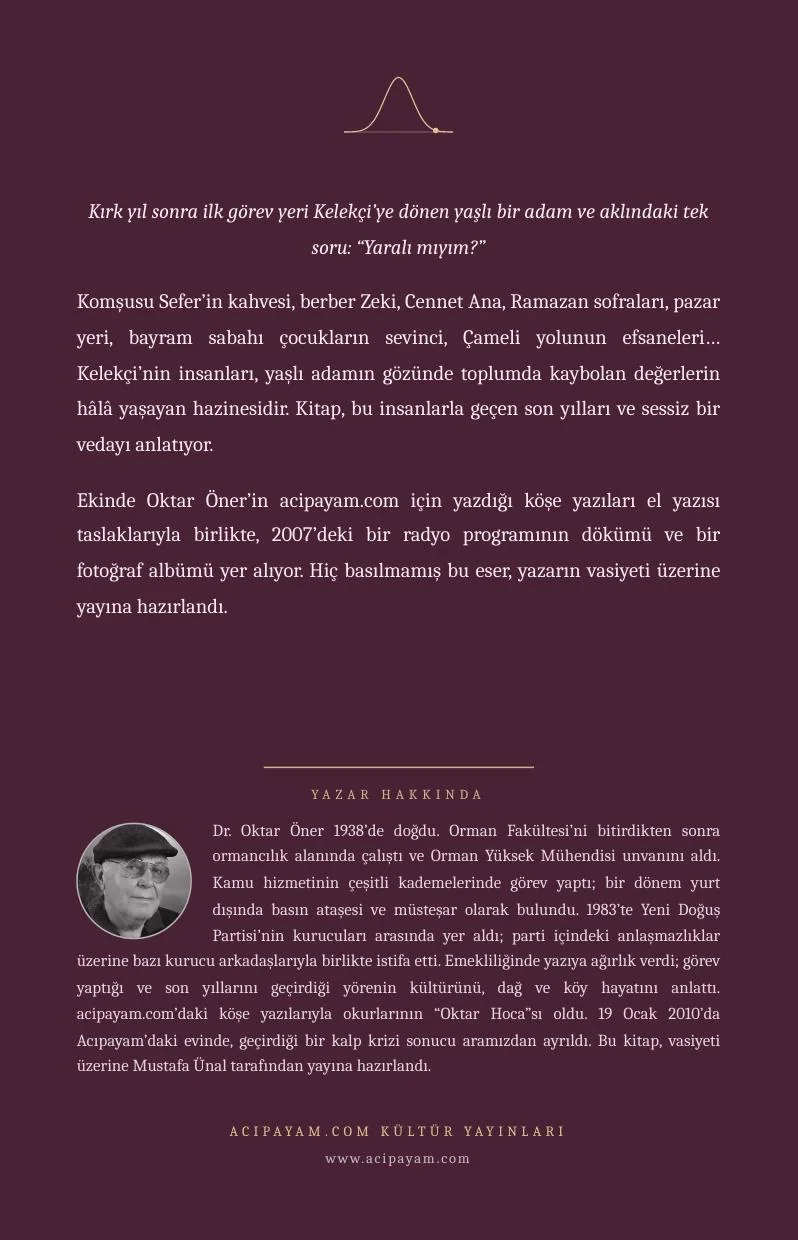 Kırk yıl sonra ilk görev yeri Kelekçi’ye dönen yaşlı bir adam ve aklındaki tek
soru: “Yaralı mıyım?”
Komşusu Sefer’in kahvesi, berber Zeki, Cennet Ana, Ramazan sofraları, pazar
yeri, bayram sabahı çocukların sevinci, Çameli yolunun efsaneleri…
Kelekçi’nin insanları, yaşlı adamın gözünde toplumda kaybolan değerlerin
hâlâ yaşayan hazinesidir. Kitap, bu insanlarla geçen son yılları ve sessiz bir
vedayı anlatıyor.
Ekinde Oktar Öner’in acipayam.com için yazdığı köşe yazıları el yazısı
taslaklarıyla birlikte, 2007’deki bir radyo programının dökümü ve bir
fotoğraf albümü yer alıyor. Hiç basılmamış bu eser, yazarın vasiyeti üzerine
yayına hazırlandı.
YAZAR HAKKINDA
Dr. Oktar Öner 1938’de doğdu. Orman Fakültesi’ni bitirdikten sonra
ormancılık alanında çalıştı ve Orman Yüksek Mühendisi unvanını aldı.
Kamu hizmetinin çeşitli kademelerinde görev yaptı; bir dönem yurt
dışında basın ataşesi ve müsteşar olarak bulundu. 1983’te Yeni Doğuş
Partisi’nin kurucuları arasında yer aldı; parti içindeki anlaşmazlıklar
üzerine bazı kurucu arkadaşlarıyla birlikte istifa etti. Emekliliğinde yazıya ağırlık verdi; görev
yaptığı ve son yıllarını geçirdiği yörenin kültürünü, dağ ve köy hayatını anlattı.
acipayam.com’daki köşe yazılarıyla okurlarının “Oktar Hoca”sı oldu. 19 Ocak 2010’da
Acıpayam’daki evinde, geçirdiği bir kalp krizi sonucu aramızdan ayrıldı. Bu kitap, vasiyeti
üzerine Mustafa Ünal tarafından yayına hazırlandı.
ACIPAYAM.COM KÜLTÜR YAYINLARI
www.acipayam.com